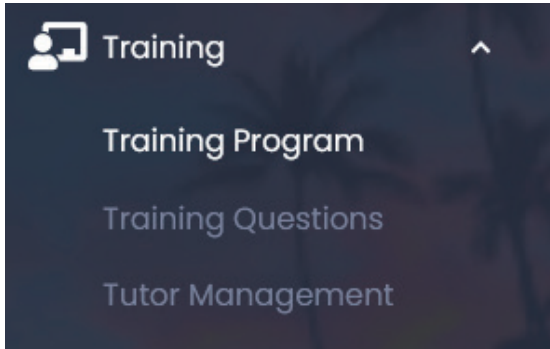 Training
Training Program
Training Questions
Tutor Management